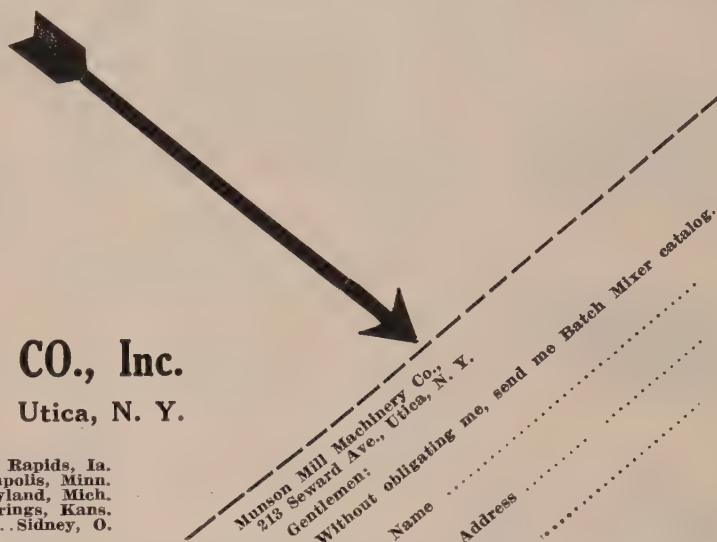 CO., Inc.
Utica, N. Y.
Rapids, Ia.
apolis, Minn.
yland, Mich.
rings, Kans.
Sidney, O.
Munson Mill Machinery Co.,
213 Seward Ave., Utica, N. Y.
Gentlemen:
Without obligating me, send me Batch Mixer catalog.
Name
Address